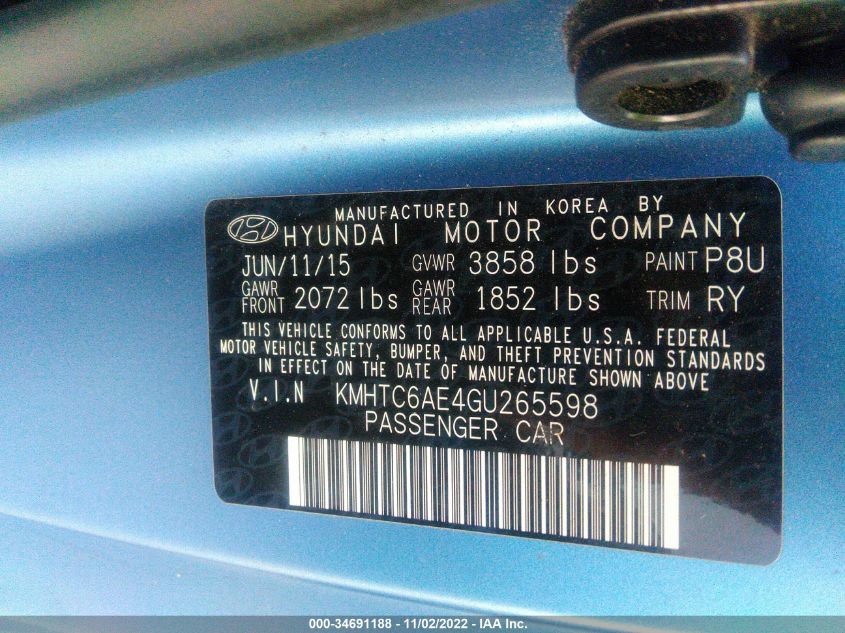 MANUFACTURED IN KOREA BY
HYUNDAI MOTOR COMPANY
JUN/11/15 GVWR 3858 lbs PAINT P8U
GAWR FRONT 2072 lbs GAWR REAR 1852 lbs TRIM RY
THIS VEHICLE CONFORMS TO ALL APPLICABLE U.S.A. FEDERAL
MOTOR VEHICLE SAFETY, BUMPER, AND THEFT PREVENTION STANDARDS
IN EFFECT ON THE DATE OF MANUFACTURE SHOWN ABOVE
V.I.N KMHTC6AE4GU265598
PASSENGER CAR
000-34691188 - 11/02/2022 - IAA Inc.